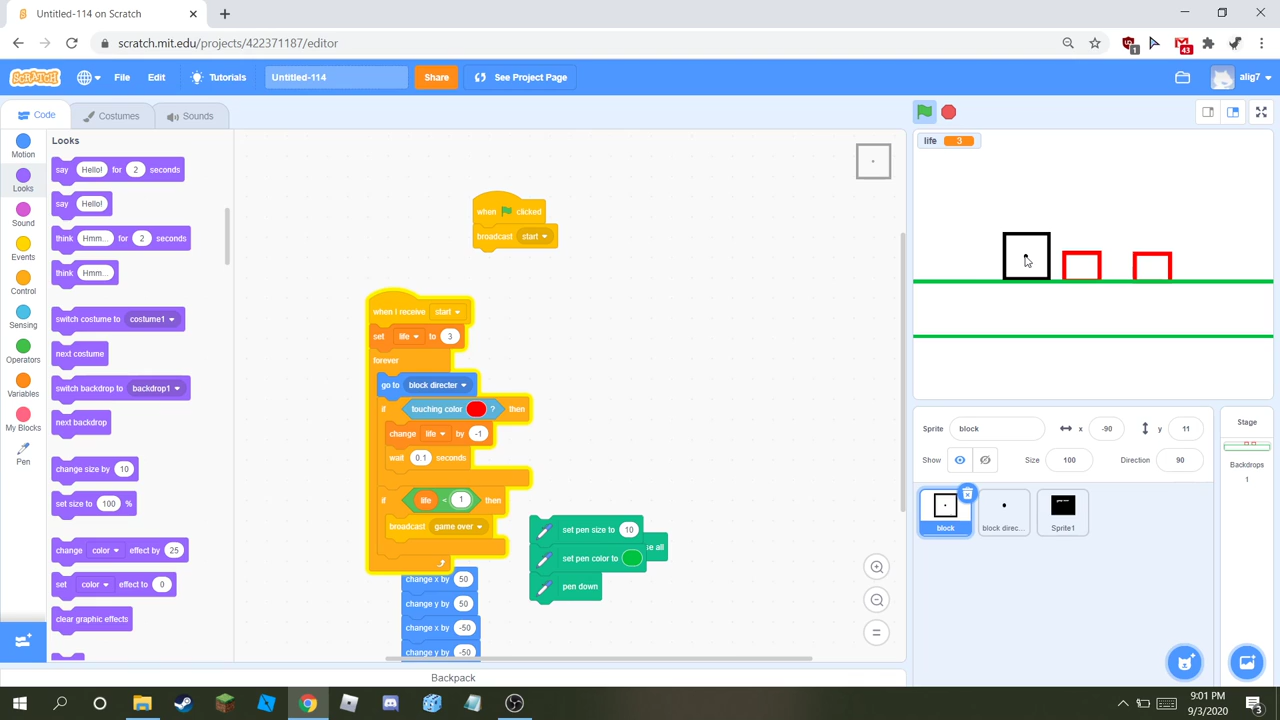 Untitled-114 on Scratch
scratch.mit.edu/projects/422371187/editor
1
43
SCRATCH
File
Edit
Tutorials
Untitled-114
Share
See Project Page
alig7
Code
Costumes
Sounds
Motion
Looks
Sound
Events
Control
Sensing
Operators
Variables
My Blocks
Pen
Looks
say Hello! for 2 seconds
say Hello!
think Hmm... for 2 seconds
think Hmm...
switch costume to costume1
next costume
switch backdrop to backdrop1
next backdrop
change size by 10
set size to 100 %
change color effect by 25
set color effect to 0
clear graphic effects
when clicked
broadcast start
when I receive start
set life to 3
forever
go to block directer
if touching color ? then
change life by -1
wait 0.1 seconds
if life < 1 then
broadcast game over
change x by 50
change y by 50
change x by -50
change y by -50
set pen size to 10
se all
set pen color to
pen down
Backpack
life 3
Sprite block x -90 y 11
Show Size 100 Direction 90
block
block direc...
Sprite1
Stage
Backdrops
1
9:01 PM
9/3/2020
3